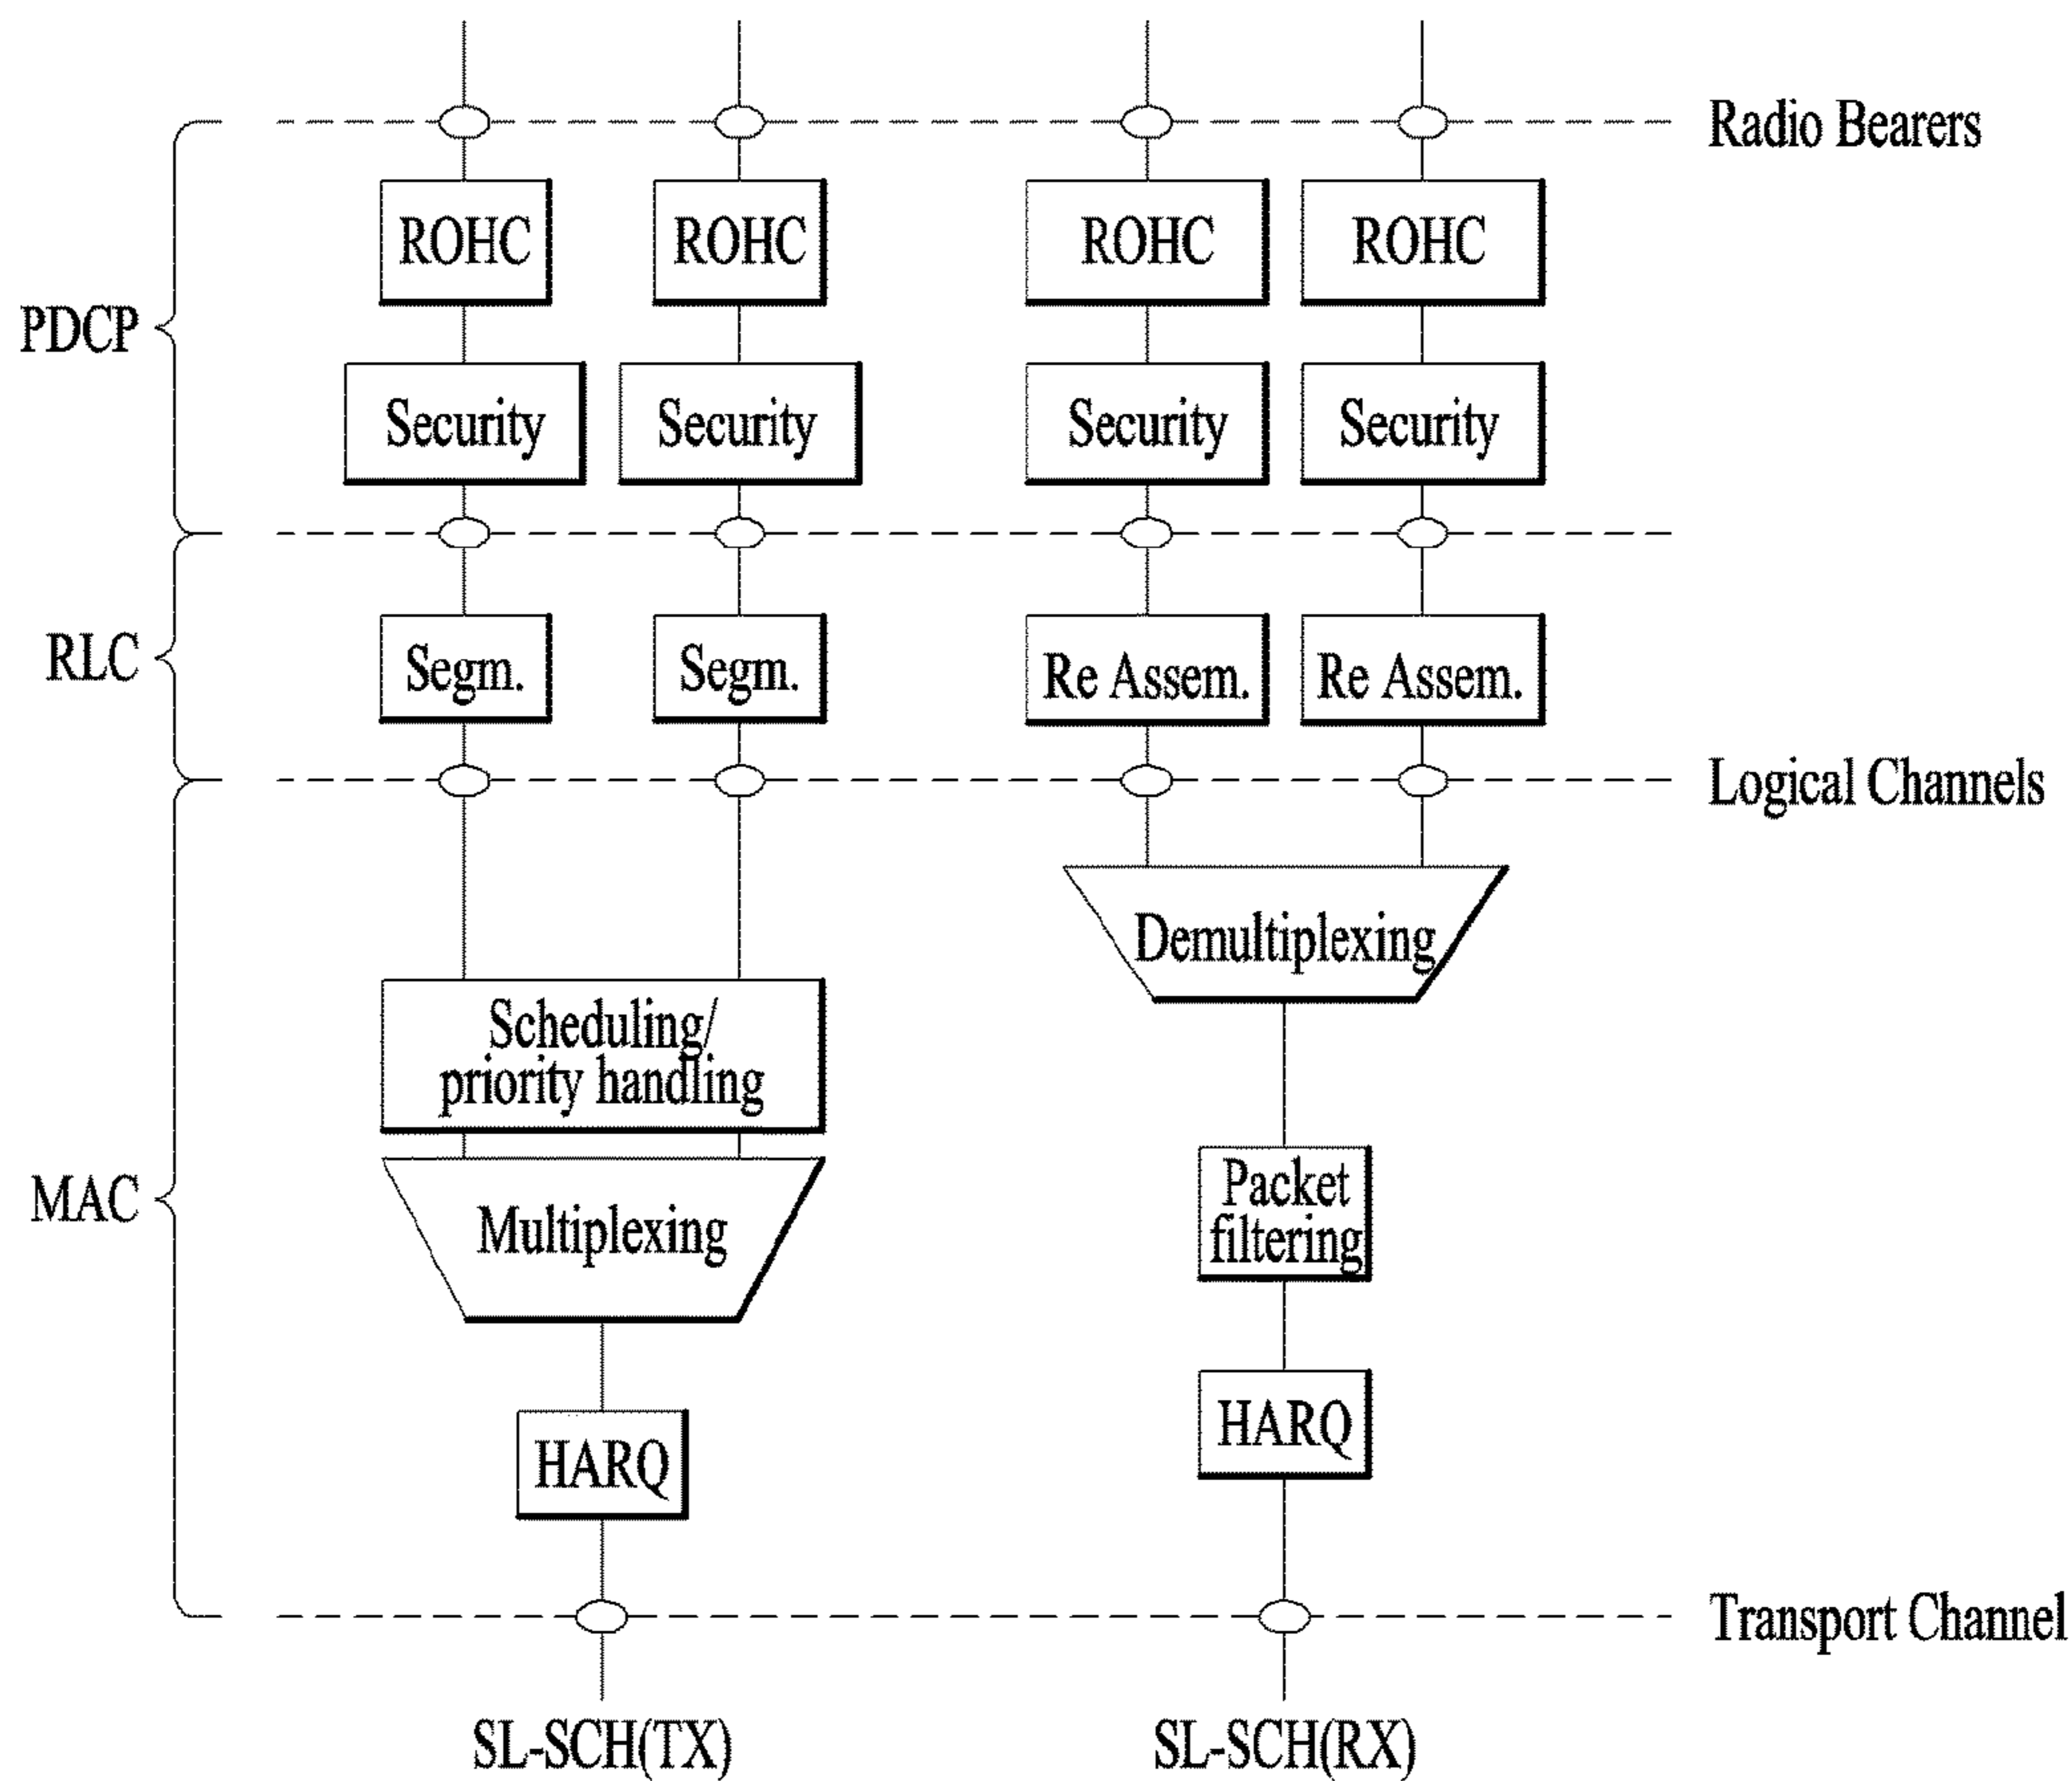 Radio Bearers
ROHC
ROHC
ROHC
ROHC
PDCP
Security
Security
Security
Security
RLC
Segm.
Segm.
Re Assem.
Re Assem.
Logical Channels
Demultiplexing
Scheduling/
priority handling
MAC
Packet
filtering
Multiplexing
HARQ
HARQ
Transport Channel
SL-SCH(TX)
SL-SCH(RX)